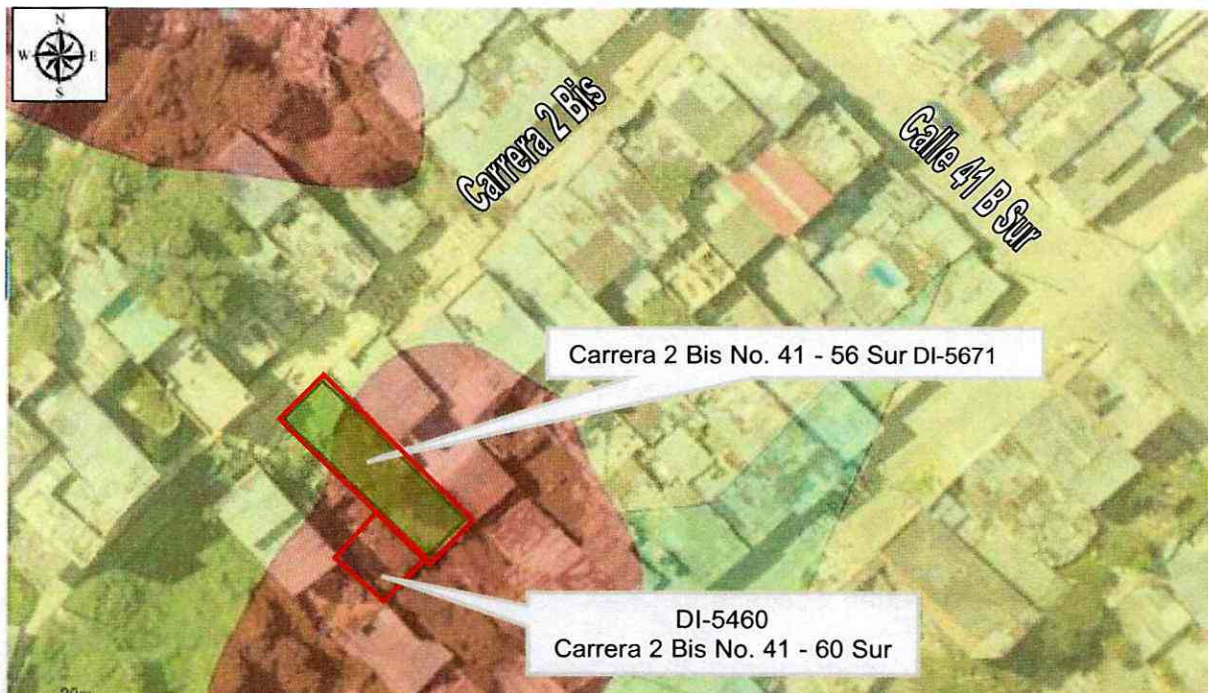 N
W E
S
Carrera 2 Bis
Calle 41 B Sur
Carrera 2 Bis No. 41 - 56 Sur DI-5671
DI-5460
Carrera 2 Bis No. 41 - 60 Sur